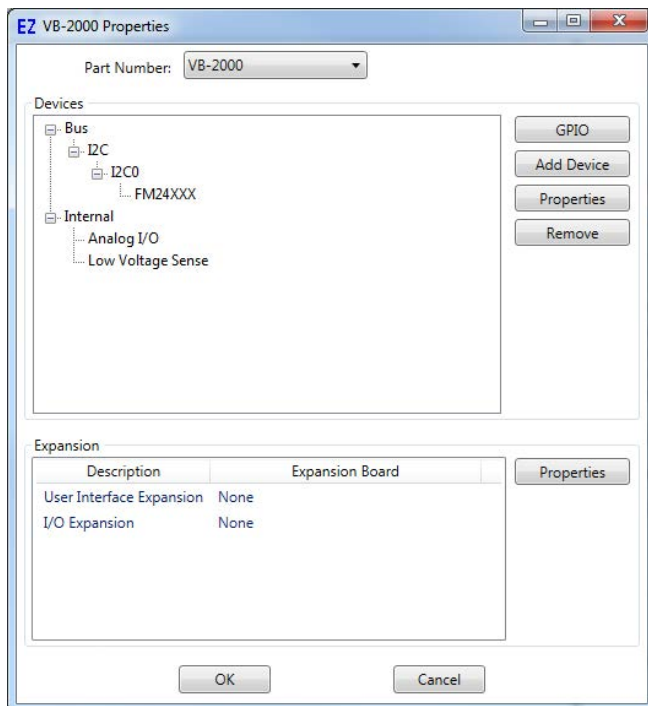 EZ VB-2000 Properties
Part Number: VB-2000
Devices
Bus
I2C
I2C0
FM24XXX
Internal
Analog I/O
Low Voltage Sense
GPIO
Add Device
Properties
Remove
Expansion
Description Expansion Board
User Interface Expansion None
I/O Expansion None
Properties
OK Cancel